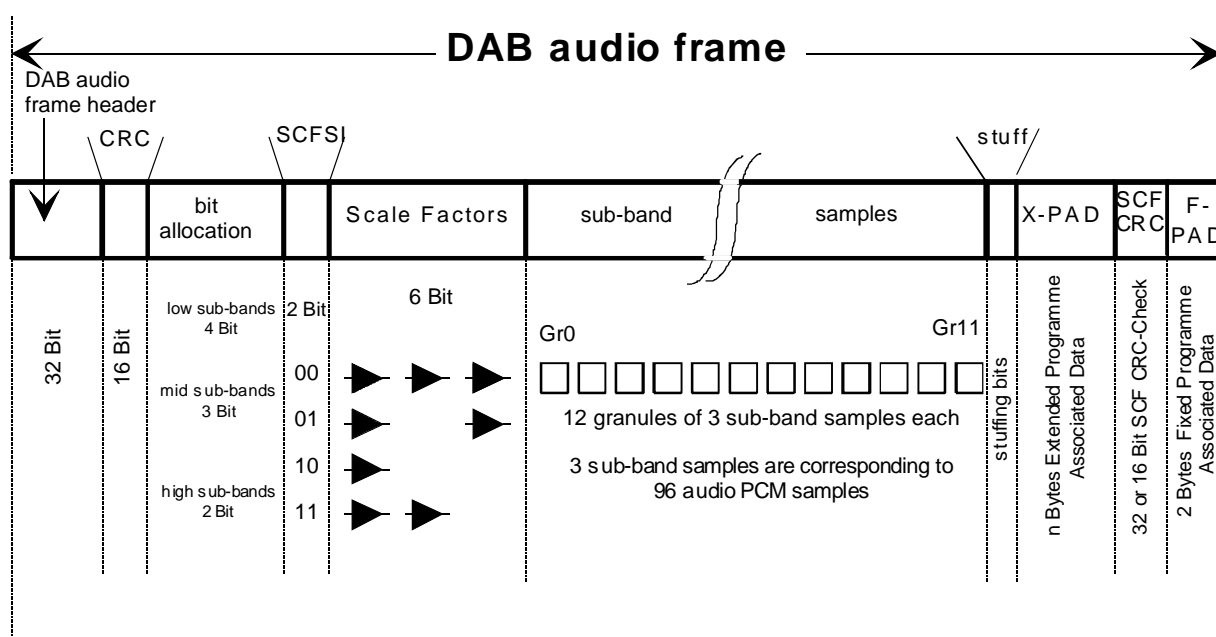 DAB audio frame
DAB audio
frame header
CRC
SCFSI
stuff
bit
allocation
Scale Factors
sub-band
samples
X-PAD
SCF
CRC
F-
PAD
32 Bit
16 Bit
low sub-bands
4 Bit
mid sub-bands
3 Bit
high sub-bands
2 Bit
2 Bit
00
01
10
11
6 Bit
Gr0
Gr11
12 granules of 3 sub-band samples each
3 sub-band samples are corresponding to
96 audio PCM samples
stuffing bits
n Bytes Extended Programme
Associated Data
32 or 16 Bit SCF CRC-Check
2 Bytes Fixed Programme
Associated Data